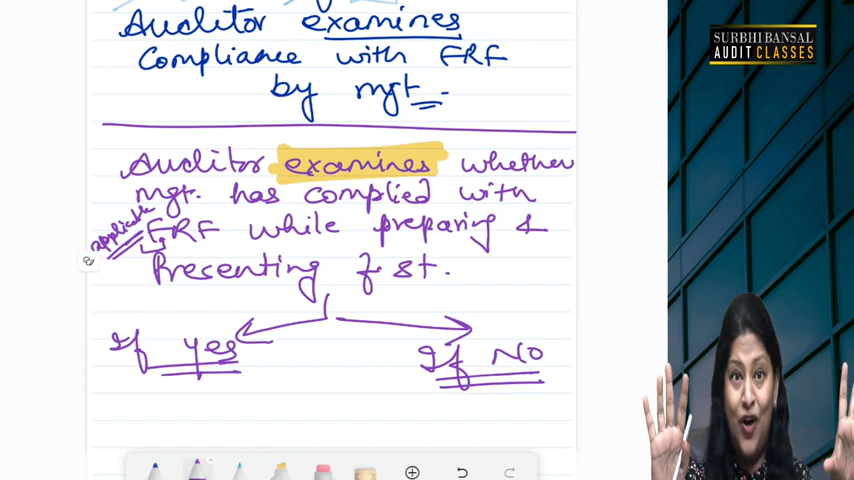 Auditor examines
Compliance with FRF
by mgt.
SURBHI BANSAL
AUDIT CLASSES
Auditor examines whether
mgt. has complied with
applicable FRF while preparing &
Presenting f. st.
If yes
If No